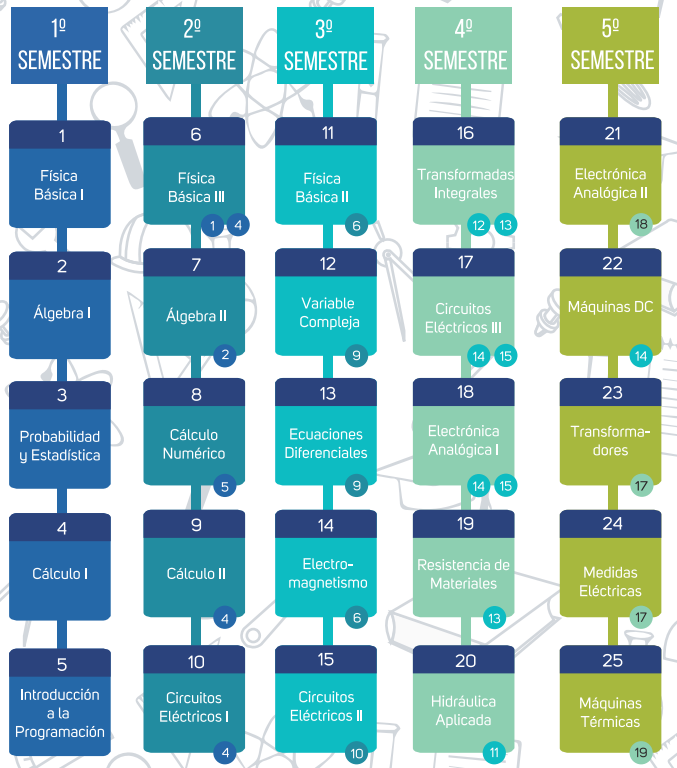 1º
SEMESTRE
1
Física
Básica I
2
Álgebra I
3
Probabilidad
y Estadística
4
Cálculo I
5
Introducción
a la
Programación
2º
SEMESTRE
6
Física
Básica III
1 4
7
Álgebra II
2
8
Cálculo
Numérico
5
9
Cálculo II
4
10
Circuitos
Eléctricos I
4
3º
SEMESTRE
11
Física
Básica II
6
12
Variable
Compleja
9
13
Ecuaciones
Diferenciales
9
14
Electro-
magnetismo
6
15
Circuitos
Eléctricos II
10
4º
SEMESTRE
16
Transformadas
Integrales
12 13
17
Circuitos
Eléctricos III
14 15
18
Electrónica
Analógica I
14 15
19
Resistencia de
Materiales
13
20
Hidráulica
Aplicada
11
5º
SEMESTRE
21
Electrónica
Analógica II
18
22
Máquinas DC
14
23
Transforma-
dores
17
24
Medidas
Eléctricas
17
25
Máquinas
Térmicas
19